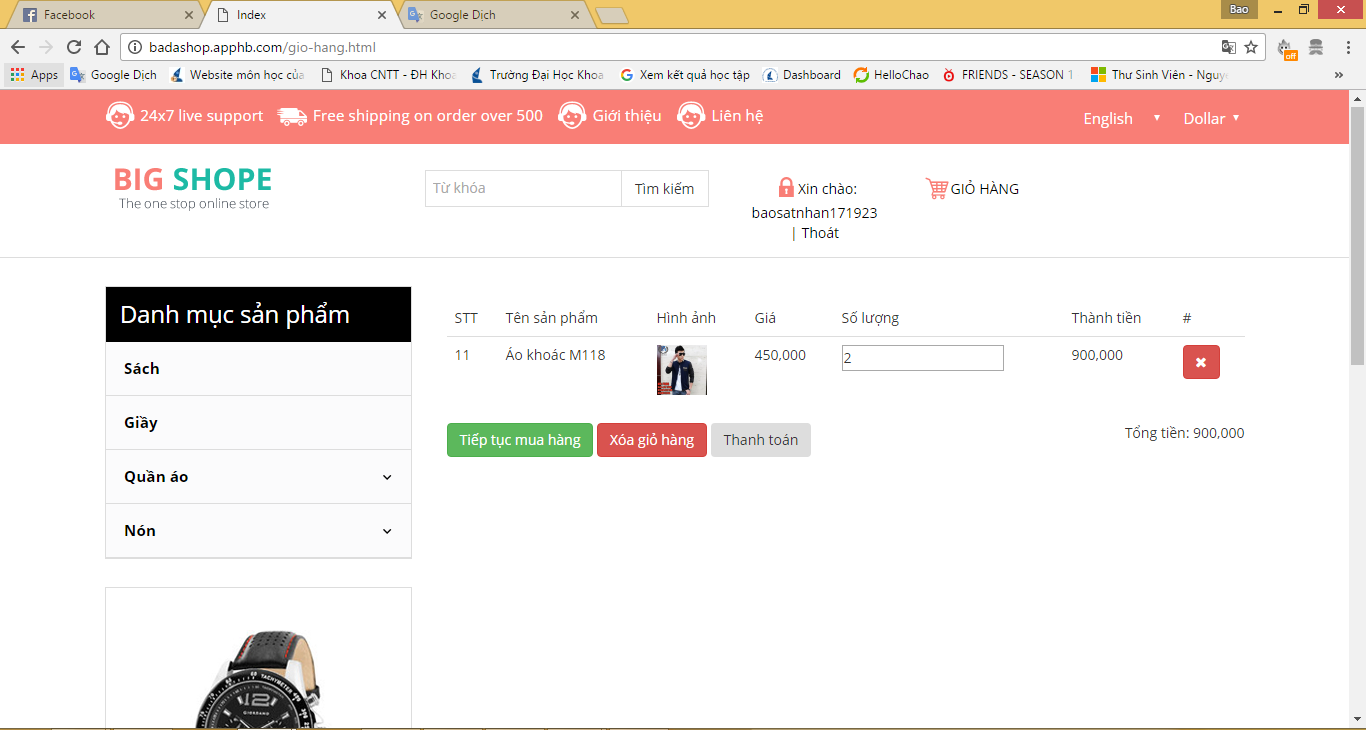 Facebook
Index
Google Dịch
Bao
badashop.apphb.com/gio-hang.html
Apps
Google Dịch
Website môn học của
Khoa CNTT - ĐH Khoa
Trường Đại Học Khoa
Xem kết quả học tập
Dashboard
HelloChao
FRIENDS - SEASON 1
Thư Sinh Viên - Nguy
off
24x7 live support
Free shipping on order over 500
Giới thiệu
Liên hệ
English
Dollar
BIG SHOPE
The one stop online store
Từ khóa
Tìm kiếm
Xin chào:
baosatnhan171923
| Thoát
GIỎ HÀNG
Danh mục sản phẩm
Sách
Giầy
Quần áo
Nón
STT Tên sản phẩm Hình ảnh Giá Số lượng Thành tiền #
11 Áo khoác M118 450,000 2 900,000
Tiếp tục mua hàng
Xóa giỏ hàng
Thanh toán
Tổng tiền: 900,000
TACHYMETER
12
GIORDANO